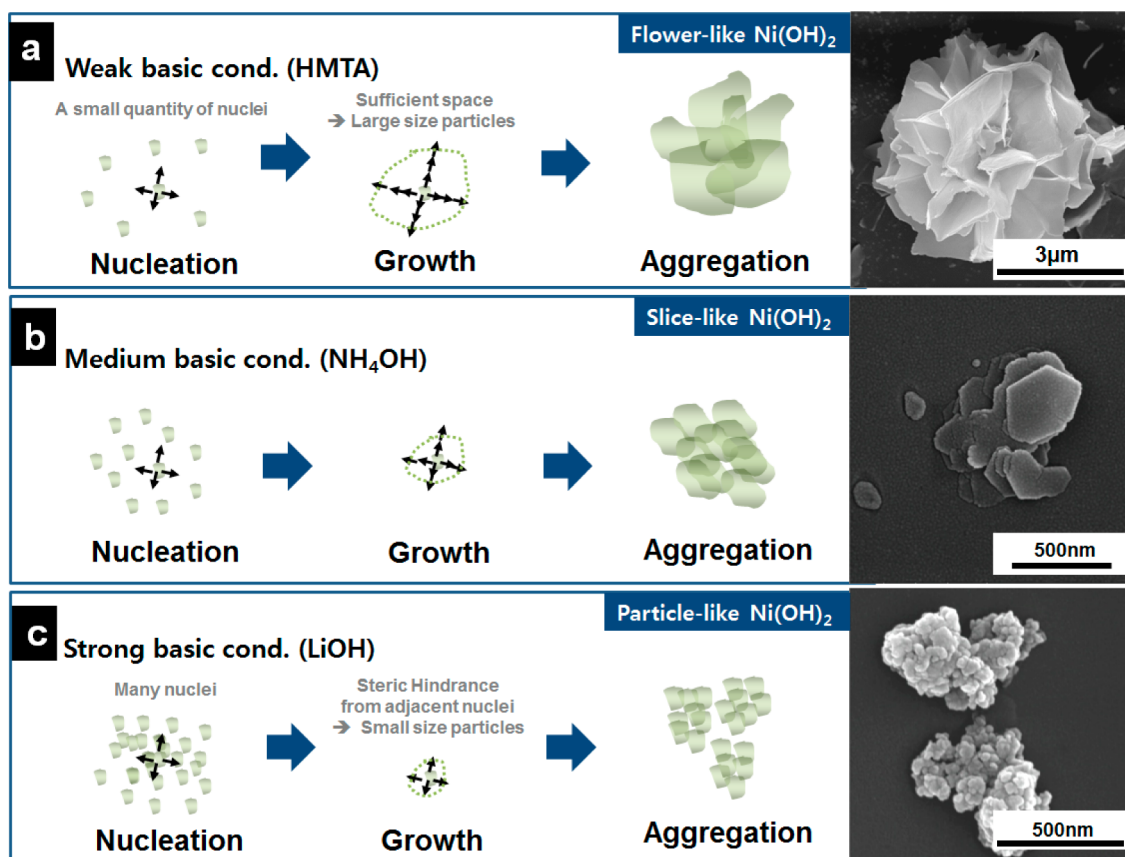 a
Flower-like Ni(OH)₂
Weak basic cond. (HMTA)
A small quantity of nuclei
Sufficient space
➔ Large size particles
Nucleation
Growth
Aggregation
3μm
b
Slice-like Ni(OH)₂
Medium basic cond. (NH₄OH)
Nucleation
Growth
Aggregation
500nm
c
Particle-like Ni(OH)₂
Strong basic cond. (LiOH)
Many nuclei
Steric Hindrance
from adjacent nuclei
➔ Small size particles
Nucleation
Growth
Aggregation
500nm